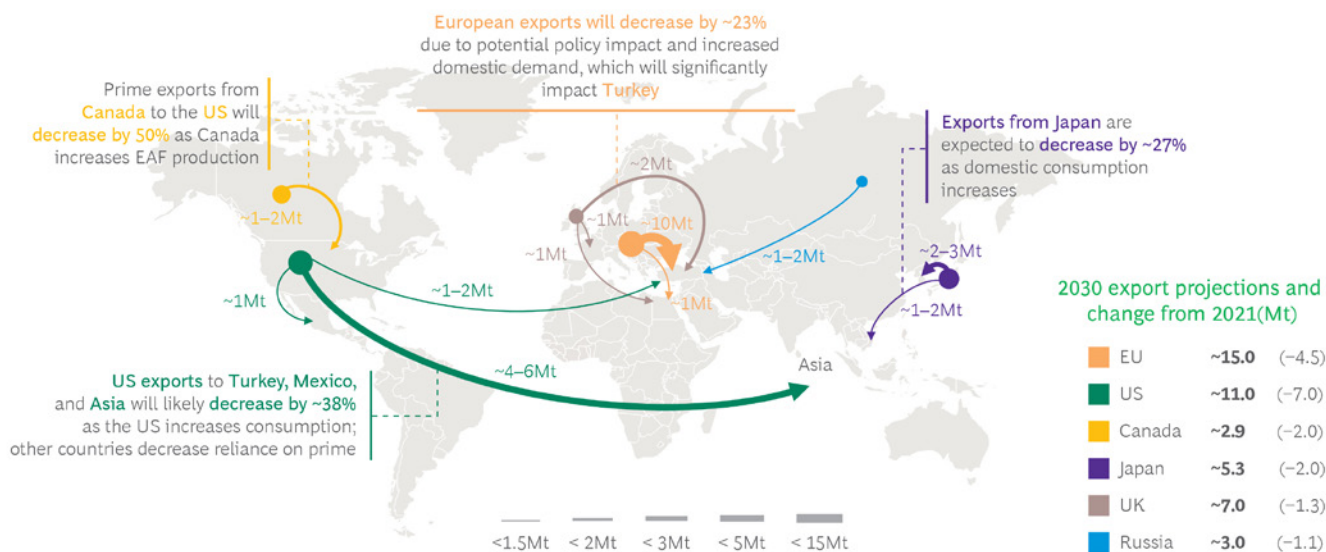 European exports will decrease by ~23%
due to potential policy impact and increased
domestic demand, which will significantly
impact Turkey
Prime exports from
Canada to the US will
decrease by 50% as Canada
increases EAF production
Exports from Japan are
expected to decrease by ~27%
as domestic consumption
increases
~1–2Mt
~1Mt
~1–2Mt
~4–6Mt
~2Mt
~1Mt
~1Mt
~10Mt
~1Mt
~1–2Mt
~2–3Mt
~1–2Mt
Asia
US exports to Turkey, Mexico,
and Asia will likely decrease by ~38%
as the US increases consumption;
other countries decrease reliance on prime
2030 export projections and
change from 2021(Mt)
EU ~15.0 (−4.5)
US ~11.0 (−7.0)
Canada ~2.9 (−2.0)
Japan ~5.3 (−2.0)
UK ~7.0 (−1.3)
Russia ~3.0 (−1.1)
<1.5Mt < 2Mt < 3Mt < 5Mt < 15Mt